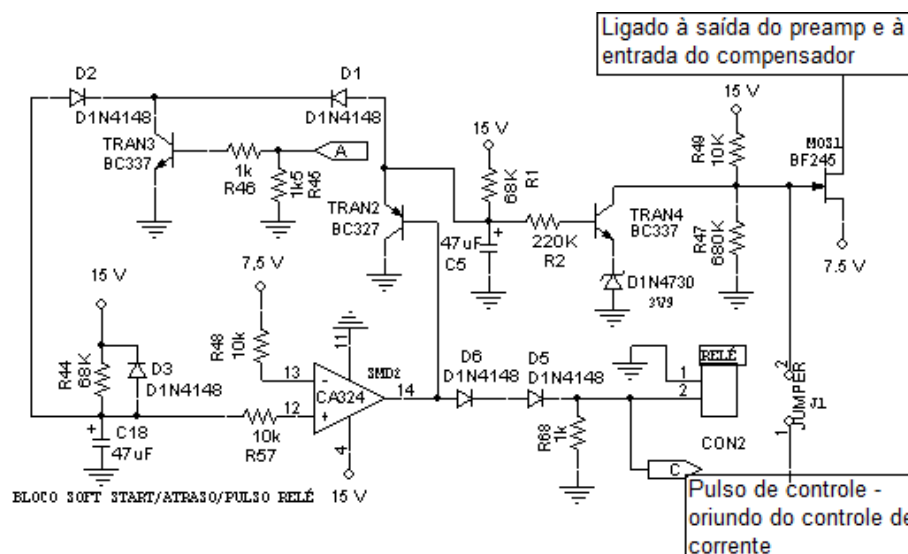 Ligado à saída do preamp e à
entrada do compensador
D2
D1N4148
D1
D1N4148
15 V
R49
10K
MOS1
BF245
TRAN3
BC337
1k
R46
1k5
R45
A
15 V
68K
R1
TRAN2
BC327
47uF
C5
220K
R2
TRAN4
BC337
R47
680K
7.5 V
D1N4730
3V9
15 V
7,5 V
R44
68K
D3
D1N4148
R48
10k
11
13
-
CA324
SMD2
14
12
+
4
15 V
10k
R57
C18
47uF
D6
D1N4148
D5
D1N4148
R68
1k
RELÉ
1
2
CON2
C
2
J1
JUMPER
1
BLOCO SOFT START/ATRASO/PULSO RELÉ
Pulso de controle -
oriundo do controle de
corrente